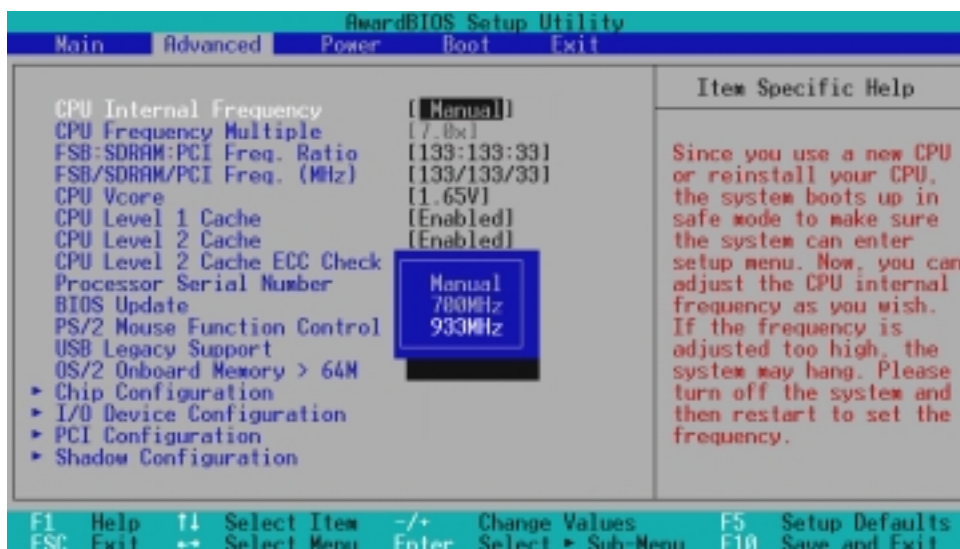 AwardBIOS Setup Utility
Main Advanced Power Boot Exit
Item Specific Help
CPU Internal Frequency [ Manual]
CPU Frequency Multiple [7.0x]
FSB:SDRAM:PCI Freq. Ratio [133:133:33]
FSB/SDRAM/PCI Freq. (MHz) [133/133/33]
CPU Vcore [1.65V]
CPU Level 1 Cache [Enabled]
CPU Level 2 Cache [Enabled]
CPU Level 2 Cache ECC Check
Processor Serial Number
BIOS Update
PS/2 Mouse Function Control
USB Legacy Support
OS/2 Onboard Memory > 64M
► Chip Configuration
► I/O Device Configuration
► PCI Configuration
► Shadow Configuration
Manual
700MHz
933MHz
Since you use a new CPU
or reinstall your CPU,
the system boots up in
safe mode to make sure
the system can enter
setup menu. Now, you can
adjust the CPU internal
frequency as you wish.
If the frequency is
adjusted too high, the
system may hang. Please
turn off the system and
then restart to set the
frequency.
F1 Help ↑↓ Select Item -/+ Change Values F5 Setup Defaults
ESC Exit ←→ Select Menu Enter Select ► Sub-Menu F10 Save and Exit